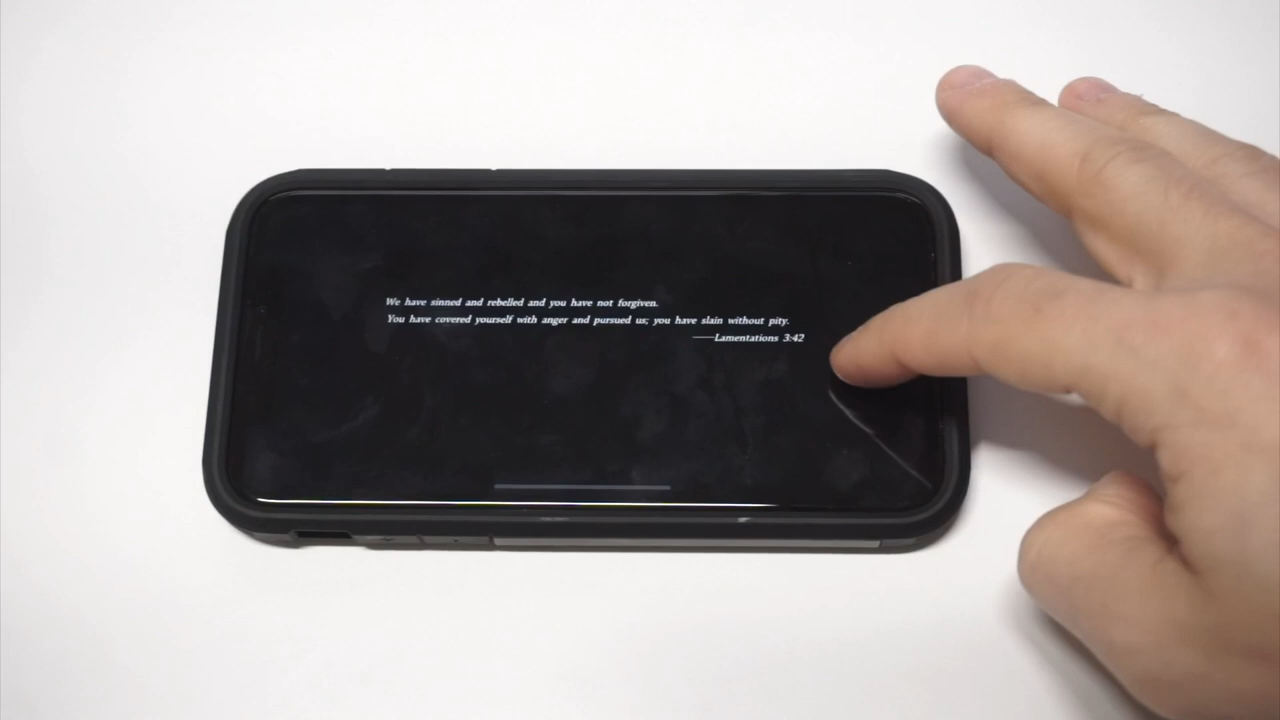 We have sinned and rebelled and you have not forgiven.
You have covered yourself with anger and pursued us; you have slain without pity.
——Lamentations 3:42